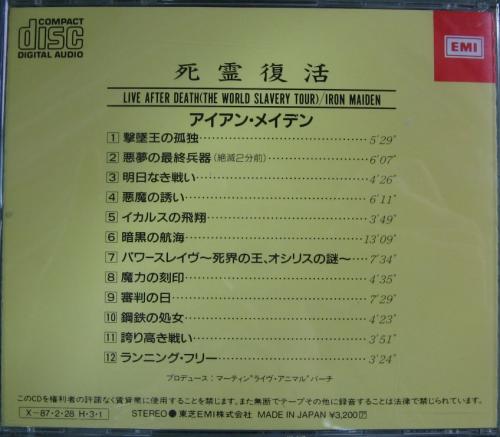 COMPACT
disc
DIGITAL AUDIO
EMI
死霊復活
LIVE AFTER DEATH(THE WORLD SLAVERY TOUR)/IRON MAIDEN
アイアン・メイデン
1 撃墜王の孤独 5'29"
2 悪夢の最終兵器(絶滅2分前) 6'07"
3 明日なき戦い 4'26"
4 悪魔の誘い 6'11"
5 イカルスの飛翔 3'49"
6 暗黒の航海 13'09"
7 パワースレイヴ〜死界の王、オシリスの謎〜 7'34"
8 魔力の刻印 4'35"
9 審判の日 7'29"
10 鋼鉄の処女 4'23"
11 誇り高き戦い 3'51"
12 ランニング・フリー 3'24"
プロデュース:マーティン"ライヴ・アニマル"バーチ
このCDを権利者の許諾なく賃貸業に使用することを禁じます。また無断でテープその他に録音することは法律で禁じられています。
X－87・2・28 H・3・1
STEREO●東芝EMI株式会社 MADE IN JAPAN ¥3,200